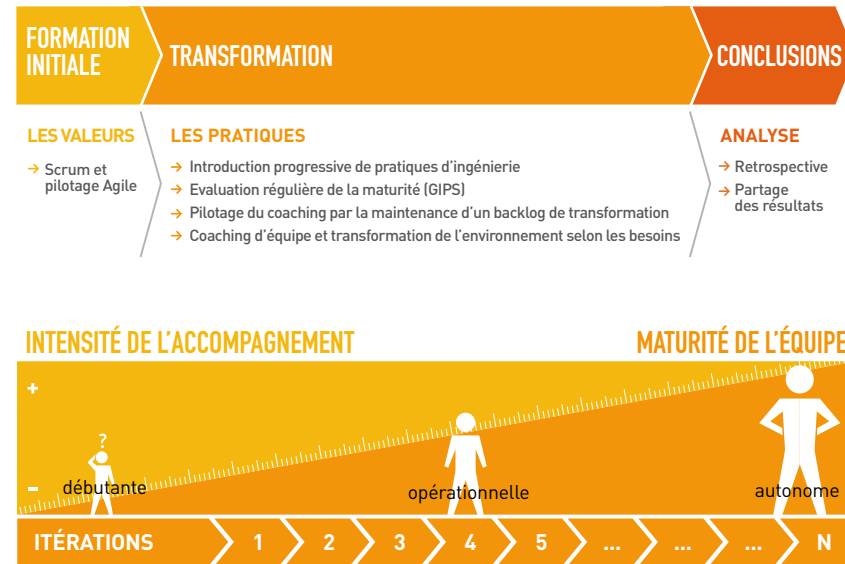 FORMATION
INITIALE
TRANSFORMATION
CONCLUSIONS
LES VALEURS
→ Scrum et
pilotage Agile
LES PRATIQUES
→ Introduction progressive de pratiques d'ingénierie
→ Evaluation régulière de la maturité (GIPS)
→ Pilotage du coaching par la maintenance d'un backlog de transformation
→ Coaching d'équipe et transformation de l'environnement selon les besoins
ANALYSE
→ Retrospective
→ Partage
des résultats
INTENSITÉ DE L'ACCOMPAGNEMENT
MATURITÉ DE L'ÉQUIPE
+
?
–
débutante
opérationnelle
autonome
ITÉRATIONS 1 2 3 4 5 ... ... ... N